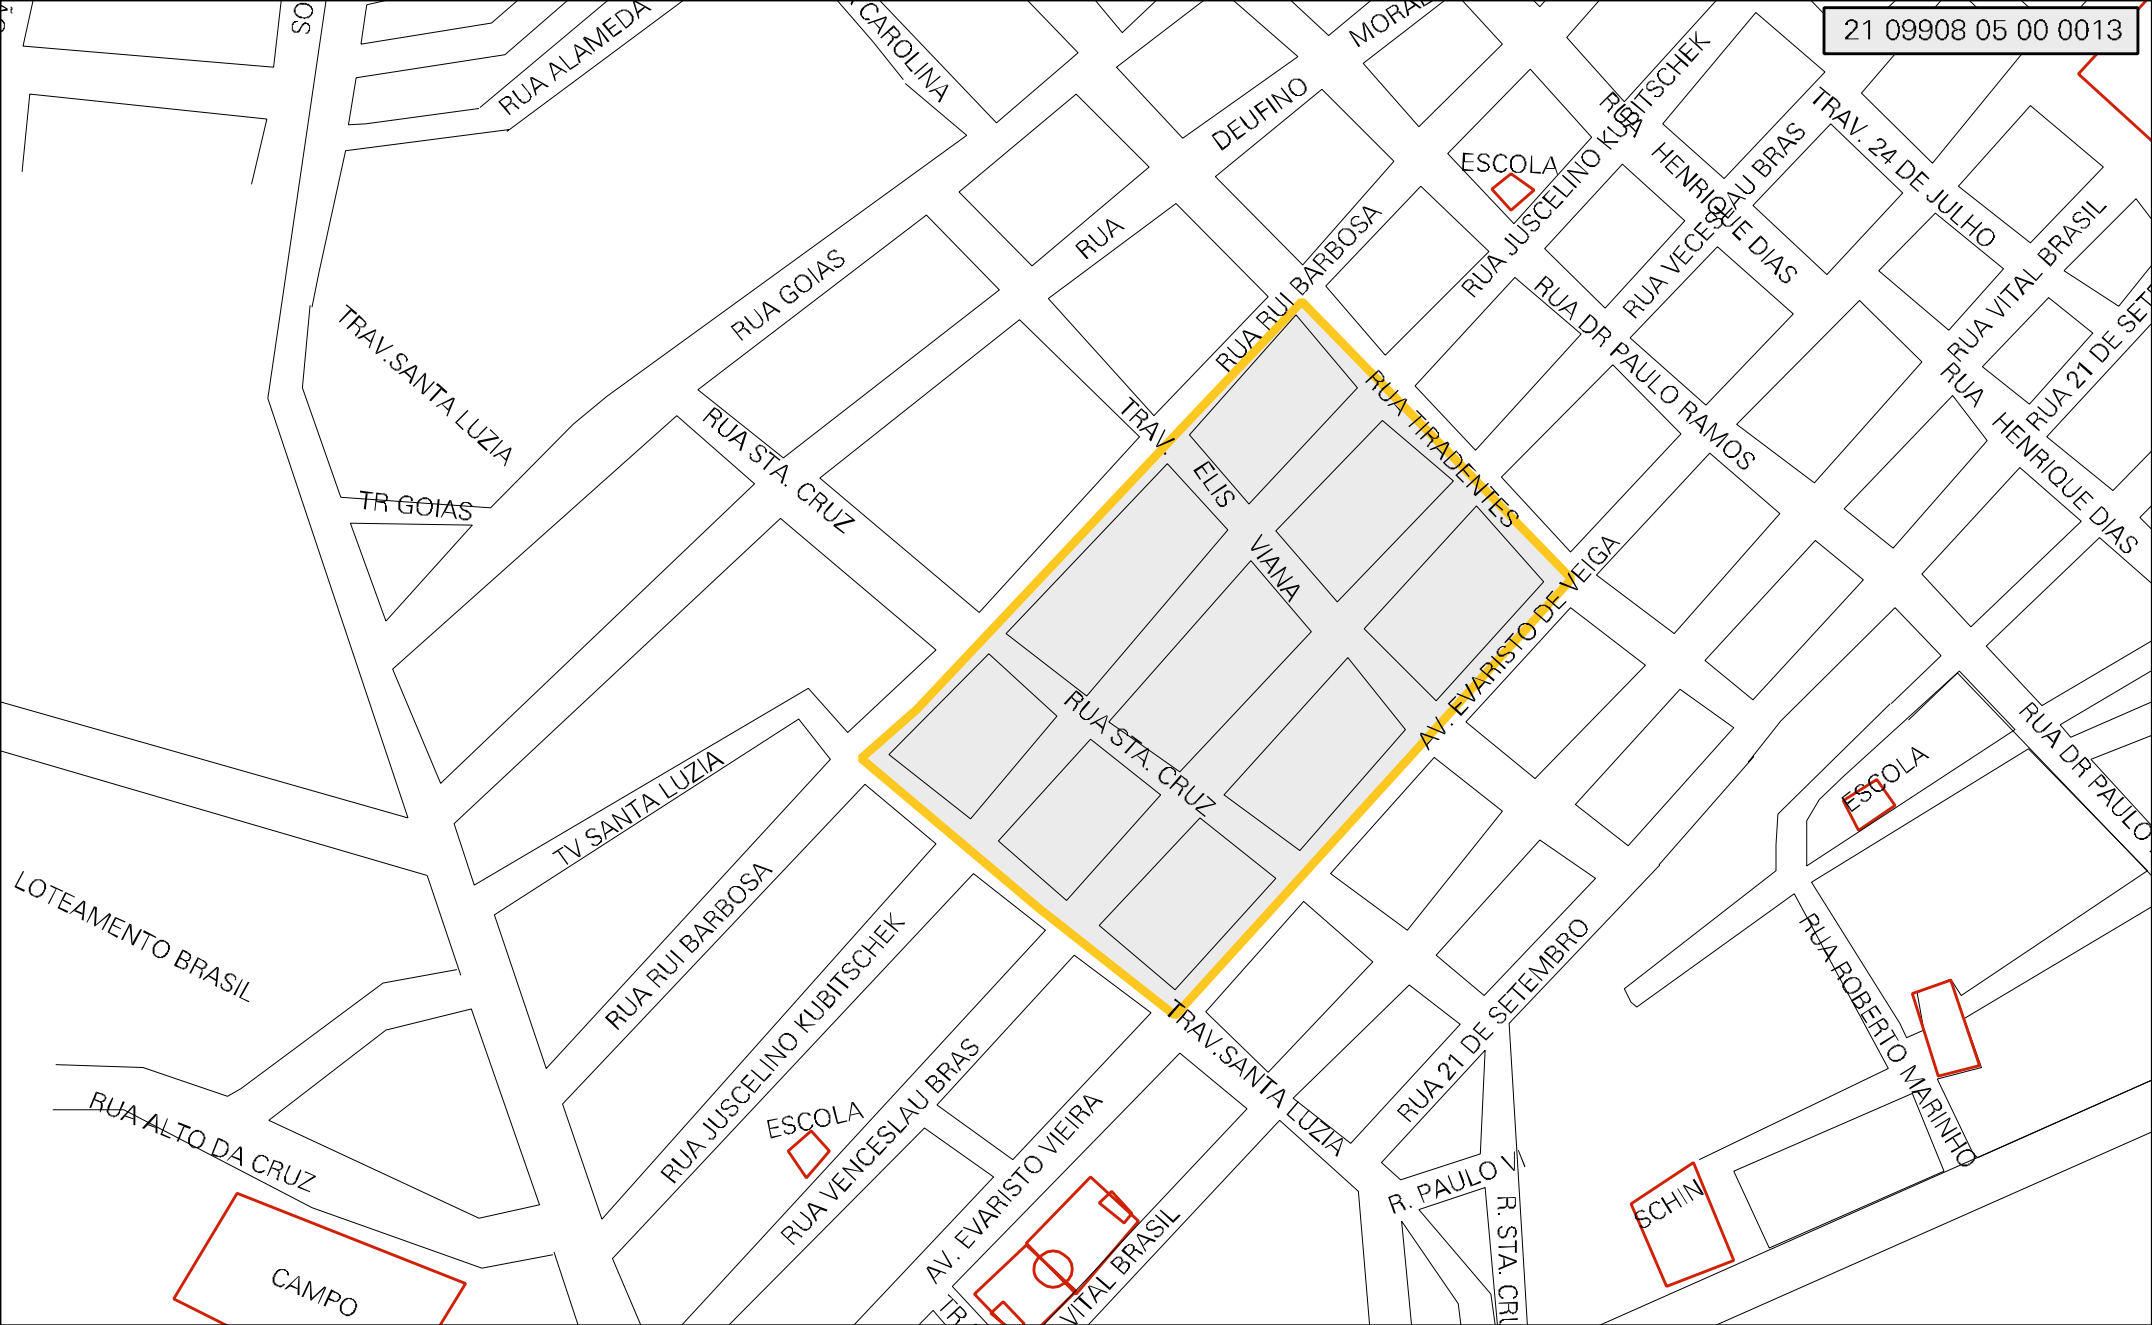 21 09908 05 00 0013
OS
RUA ALAMEDA
CAROLINA
MORAL
DEUFINO
RUA JUSCELINO KUBITSCHEK
RUA
HENRIQUE DIAS
TRAV. 24 DE JULHO
ESCOLA
RUA VECESLAU BRAS
RUA VITAL BRASIL
RUA 21 DE SETE
RUA
RUA GOIAS
RUA RUI BARBOSA
RUA DR PAULO RAMOS
TRAV.SANTA LUZIA
RUA TIRADENTES
RUA
HENRIQUE DIAS
TRAV.
ELIS
VIANA
RUA STA. CRUZ
TR GOIAS
AV. EVARISTO DE VEIGA
RUA STA. CRUZ
RUA DR PAULO
TV SANTA LUZIA
ESCOLA
LOTEAMENTO BRASIL
RUA RUI BARBOSA
RUA JUSCELINO KUBITSCHEK
RUA 21 DE SETEMBRO
RUA ROBERTO MARINHO
TRAV.SANTA LUZIA
RUA VENCESLAU BRAS
ESCOLA
RUA ALTO DA CRUZ
AV. EVARISTO VIEIRA
R. PAULO VI
SCHIN
R. STA. CRU
VITAL BRASIL
CAMPO
TR